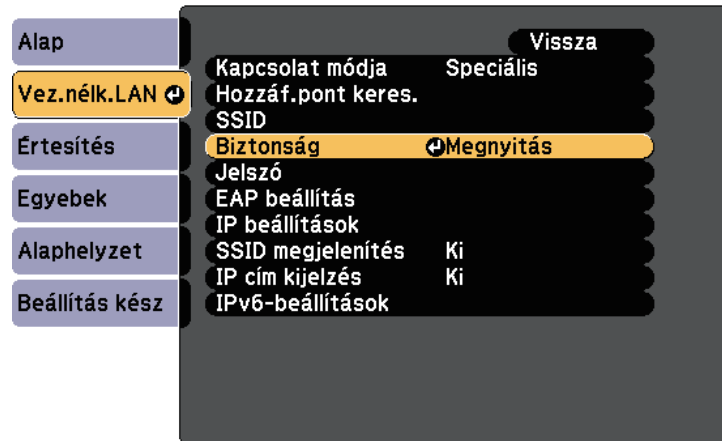 Alap
Vez.nélk.LAN
Értesítés
Egyebek
Alaphelyzet
Beállítás kész
Vissza
Kapcsolat módja Speciális
Hozzáf.pont keres.
SSID
Biztonság Megnyitás
Jelszó
EAP beállítás
IP beállítások
SSID megjelenítés Ki
IP cím kijelzés Ki
IPv6-beállítások